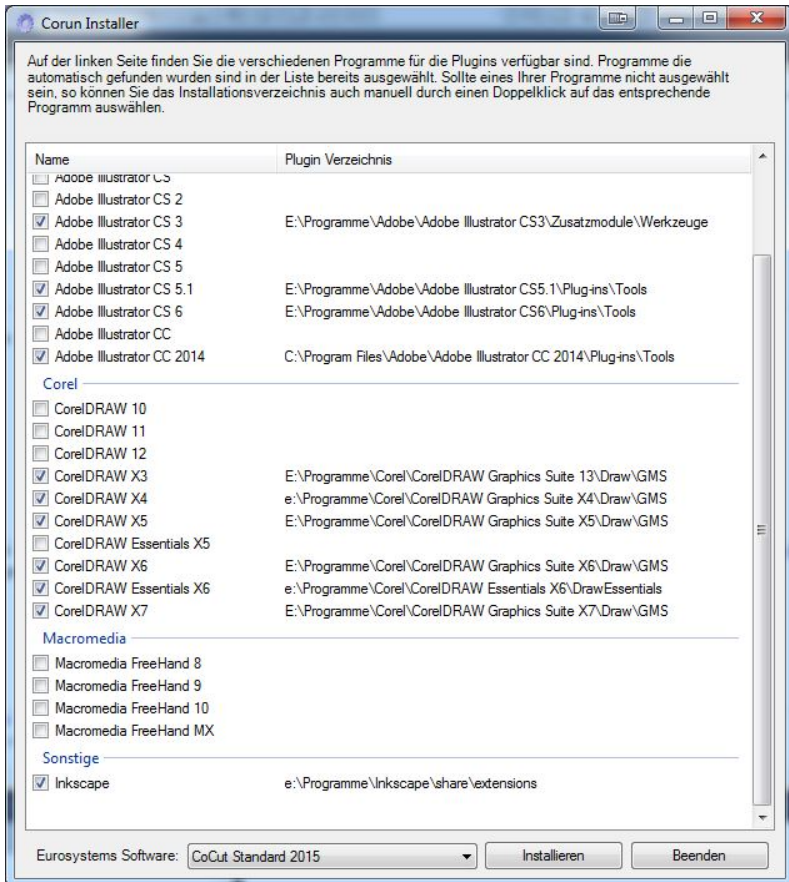 Corun Installer
Auf der linken Seite finden Sie die verschiedenen Programme für die Plugins verfügbar sind. Programme die
automatisch gefunden wurden sind in der Liste bereits ausgewählt. Sollte eines Ihrer Programme nicht ausgewählt
sein, so können Sie das Installationsverzeichnis auch manuell durch einen Doppelklick auf das entsprechende
Programm auswählen.
Name Plugin Verzeichnis
Adobe Illustrator CS
Adobe Illustrator CS 2
Adobe Illustrator CS 3 E:\Programme\Adobe\Adobe Illustrator CS3\Zusatzmodule\Werkzeuge
Adobe Illustrator CS 4
Adobe Illustrator CS 5
Adobe Illustrator CS 5.1 E:\Programme\Adobe\Adobe Illustrator CS5.1\Plug-ins\Tools
Adobe Illustrator CS 6 E:\Programme\Adobe\Adobe Illustrator CS6\Plug-ins\Tools
Adobe Illustrator CC
Adobe Illustrator CC 2014 C:\Program Files\Adobe\Adobe Illustrator CC 2014\Plug-ins\Tools
Corel
CorelDRAW 10
CorelDRAW 11
CorelDRAW 12
CorelDRAW X3 E:\Programme\Corel\CorelDRAW Graphics Suite 13\Draw\GMS
CorelDRAW X4 e:\Programme\Corel\CorelDRAW Graphics Suite X4\Draw\GMS
CorelDRAW X5 E:\Programme\Corel\CorelDRAW Graphics Suite X5\Draw\GMS
CorelDRAW Essentials X5
CorelDRAW X6 E:\Programme\Corel\CorelDRAW Graphics Suite X6\Draw\GMS
CorelDRAW Essentials X6 e:\Programme\Corel\CorelDRAW Essentials X6\DrawEssentials
CorelDRAW X7 E:\Programme\Corel\CorelDRAW Graphics Suite X7\Draw\GMS
Macromedia
Macromedia FreeHand 8
Macromedia FreeHand 9
Macromedia FreeHand 10
Macromedia FreeHand MX
Sonstige
Inkscape e:\Programme\Inkscape\share\extensions
Eurosystems Software: CoCut Standard 2015 Installieren Beenden